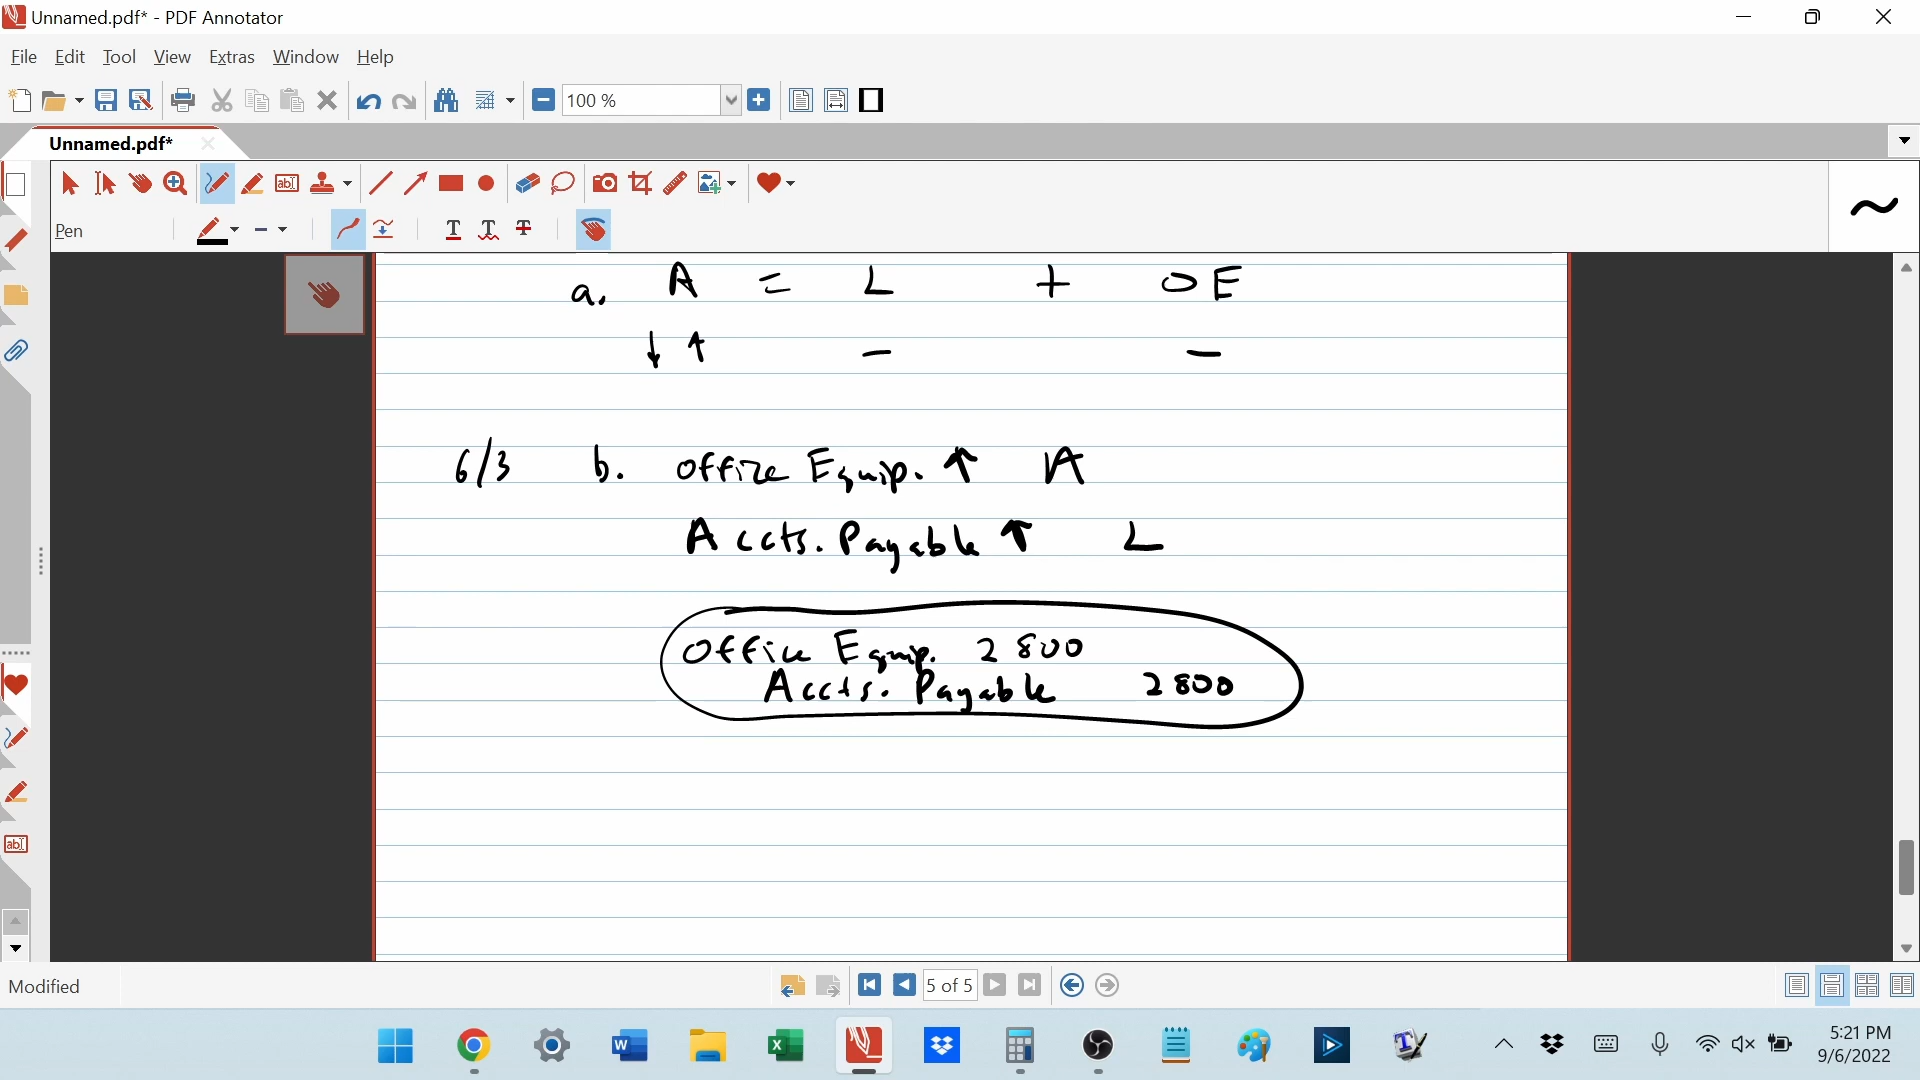 Unnamed.pdf* - PDF Annotator
File Edit Tool View Extras Window Help
100 %
Unnamed.pdf*
Pen
a. A = L + OE
↓ ↑ – –
6/3 b. Office Equip. ↑ A
Accts. Payable ↑ L
Office Equip. 2800
Accts. Payable 2800
Modified
5 of 5
5:21 PM
9/6/2022